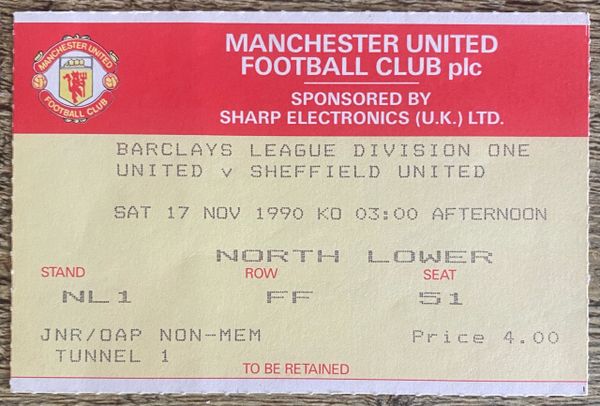 MANCHESTER UNITED
FOOTBALL CLUB
MANCHESTER UNITED
FOOTBALL CLUB plc
SPONSORED BY
SHARP ELECTRONICS (U.K.) LTD.
BARCLAYS LEAGUE DIVISION ONE
UNITED v SHEFFIELD UNITED
SAT 17 NOV 1990 KO 03:00 AFTERNOON
NORTH LOWER
STAND ROW SEAT
NL1 FF 51
JNR/OAP NON-MEM Price 4.00
TUNNEL 1
TO BE RETAINED